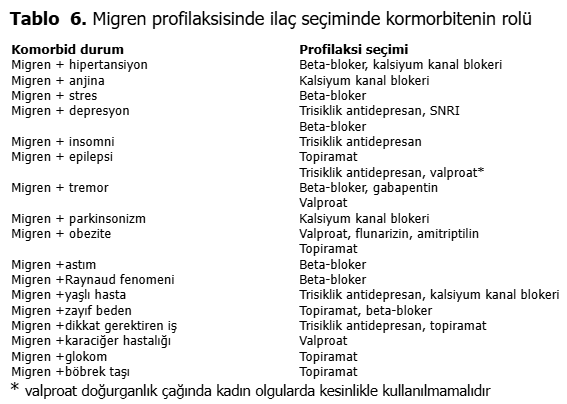 Tablo 6. Migren profilaksisinde ilaç seçiminde kormorbitenin rolü
Komorbid durum Profilaksi seçimi
Migren + hipertansiyon Beta-bloker, kalsiyum kanal blokeri
Migren + anjina Kalsiyum kanal blokeri
Migren + stres Beta-bloker
Migren + depresyon Trisiklik antidepresan, SNRI
Beta-bloker
Migren + insomni Trisiklik antidepresan
Migren + epilepsi Topiramat
Trisiklik antidepresan, valproat*
Migren + tremor Beta-bloker, gabapentin
Valproat
Migren + parkinsonizm Kalsiyum kanal blokeri
Migren + obezite Valproat, flunarizin, amitriptilin
Topiramat
Migren +astım Beta-bloker
Migren +Raynaud fenomeni Beta-bloker
Migren +yaşlı hasta Trisiklik antidepresan, kalsiyum kanal blokeri
Migren +zayıf beden Topiramat, beta-bloker
Migren +dikkat gerektiren iş Trisiklik antidepresan, topiramat
Migren +karaciğer hastalığı Valproat
Migren +glokom Topiramat
Migren +böbrek taşı Topiramat
* valproat doğurganlık çağında kadın olgularda kesinlikle kullanılmamalıdır